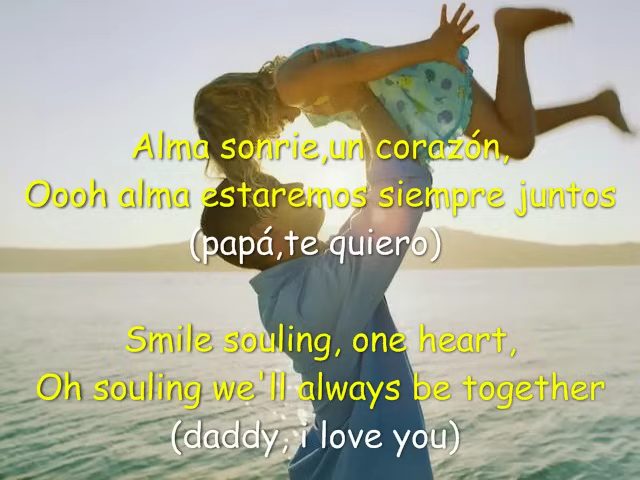 Alma sonrie,un corazón,
Oooh alma estaremos siempre juntos
(papá,te quiero)
Smile souling, one heart,
Oh souling we'll always be together
(daddy, i love you)